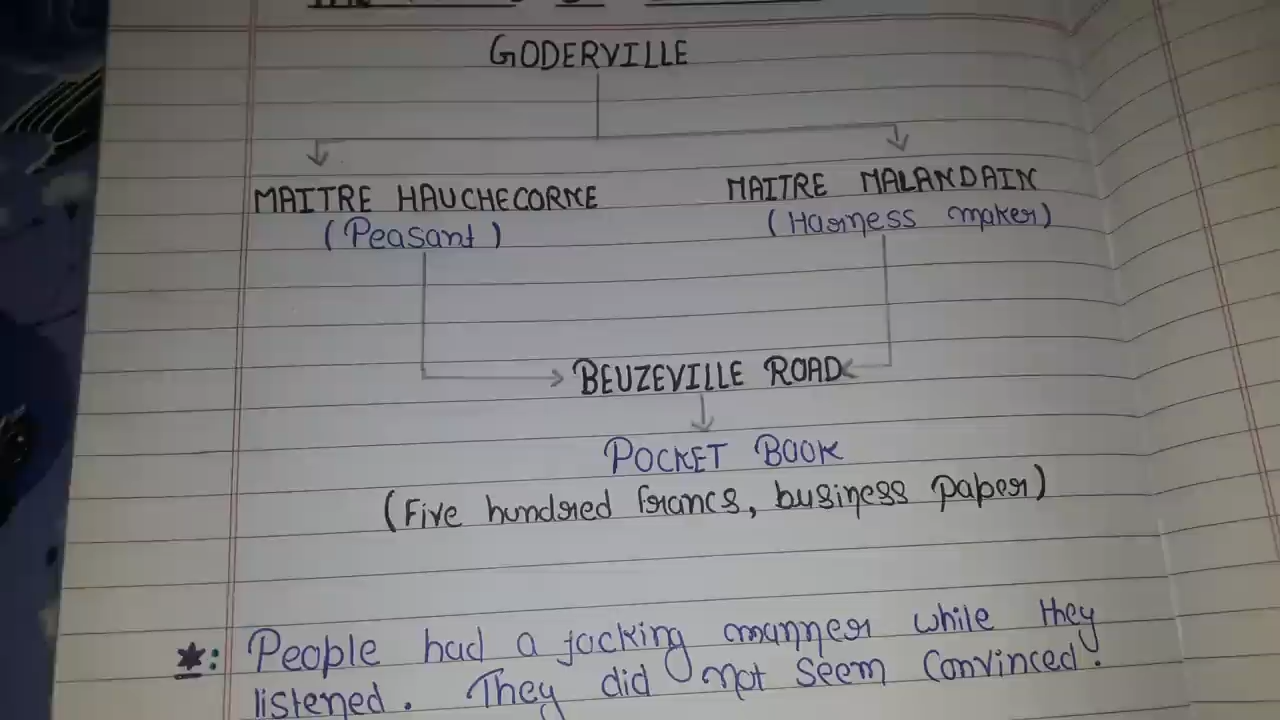 GODERVILLE
MAITRE HAUCHECORNE MAITRE MALANDAIN
(Peasant) (Harness maker)
BEUZEVILLE ROAD
POCKET BOOK
(Five hundred francs, business paper)
*: People had a jocking manner while they
listened. They did not seem convinced.